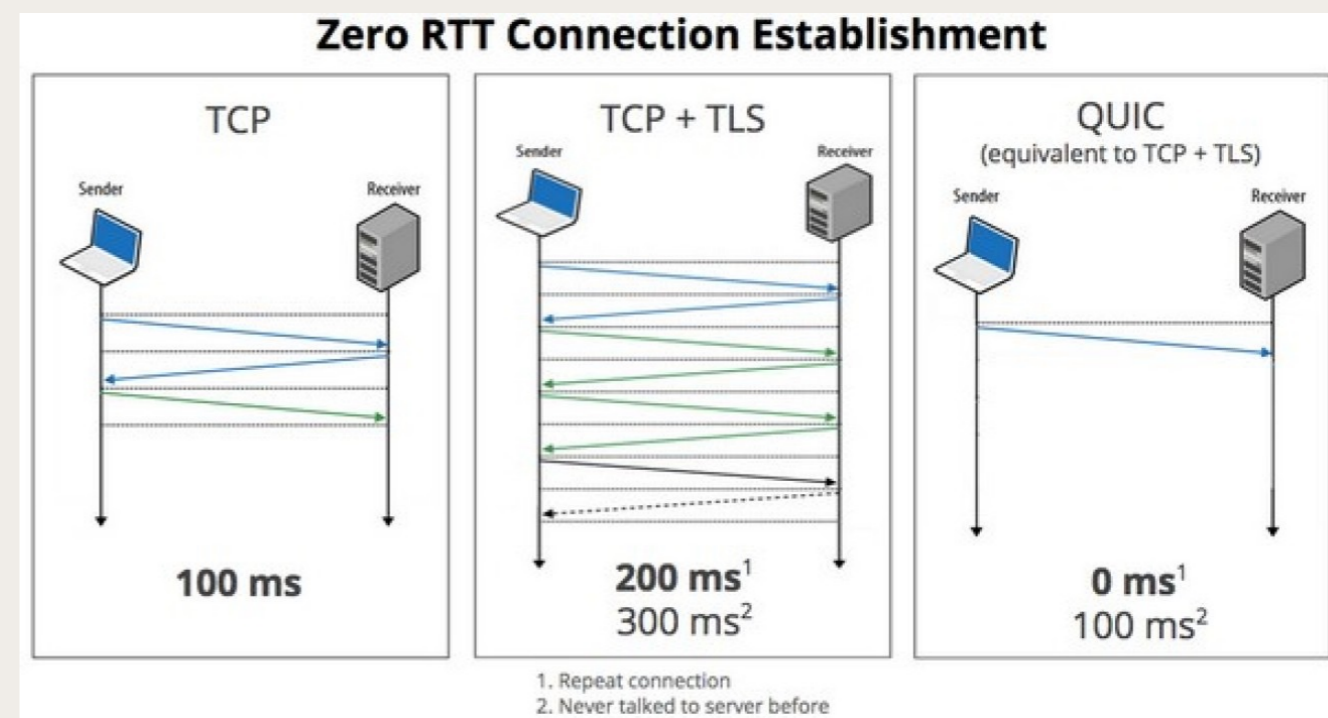 Zero RTT Connection Establishment
TCP
Sender
Receiver
100 ms
TCP + TLS
Sender
Receiver
200 ms¹
300 ms²
QUIC
(equivalent to TCP + TLS)
Sender
Receiver
0 ms¹
100 ms²
1. Repeat connection
2. Never talked to server before